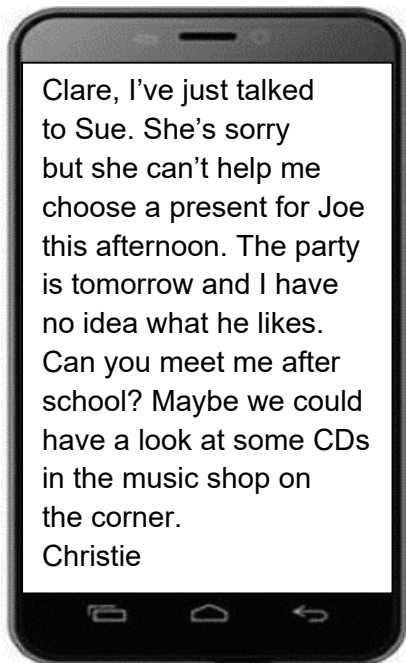 Clare, I’ve just talked
to Sue. She’s sorry
but she can’t help me
choose a present for Joe
this afternoon. The party
is tomorrow and I have
no idea what he likes.
Can you meet me after
school? Maybe we could
have a look at some CDs
in the music shop on
the corner.
Christie